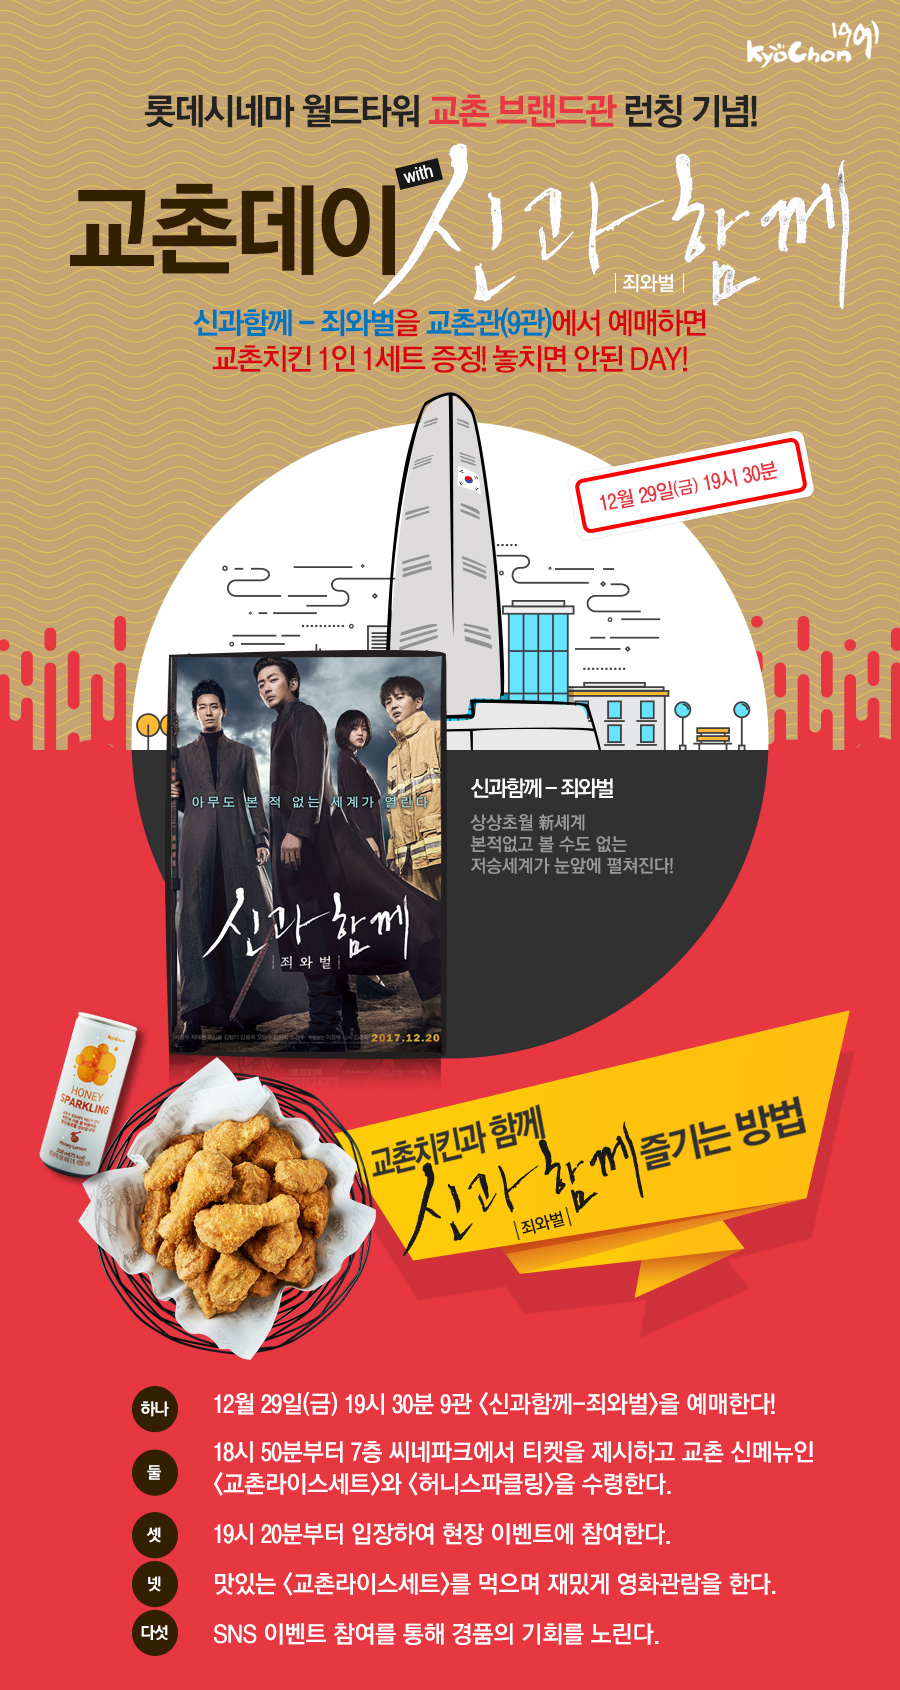 KyoChon 1991
롯데시네마 월드타워 교촌 브랜드관 런칭 기념!
교촌데이 with 신과 함께
죄와벌
신과함께 – 죄와벌을 교촌관(9관)에서 예매하면
교촌치킨 1인 1세트 증정! 놓치면 안된 DAY!
12월 29일(금) 19시 30분
아무도 본 적 없는 세계가 열린다
신과 함께
죄와 벌
2017.12.20
신과함께 – 죄와벌
상상초월 新세계
본적없고 볼 수도 없는
저승세계가 눈앞에 펼쳐진다!
KyoChon
HONEY
SPARKLING
Honey Lemon
교촌치킨과 함께
신과 함께 즐기는 방법
죄와벌
하나 12월 29일(금) 19시 30분 9관 〈신과함께-죄와벌〉을 예매한다!
둘 18시 50분부터 7층 씨네파크에서 티켓을 제시하고 교촌 신메뉴인
〈교촌라이스세트〉와 〈허니스파클링〉을 수령한다.
셋 19시 20분부터 입장하여 현장 이벤트에 참여한다.
넷 맛있는 〈교촌라이스세트〉를 먹으며 재밌게 영화관람을 한다.
다섯 SNS 이벤트 참여를 통해 경품의 기회를 노린다.